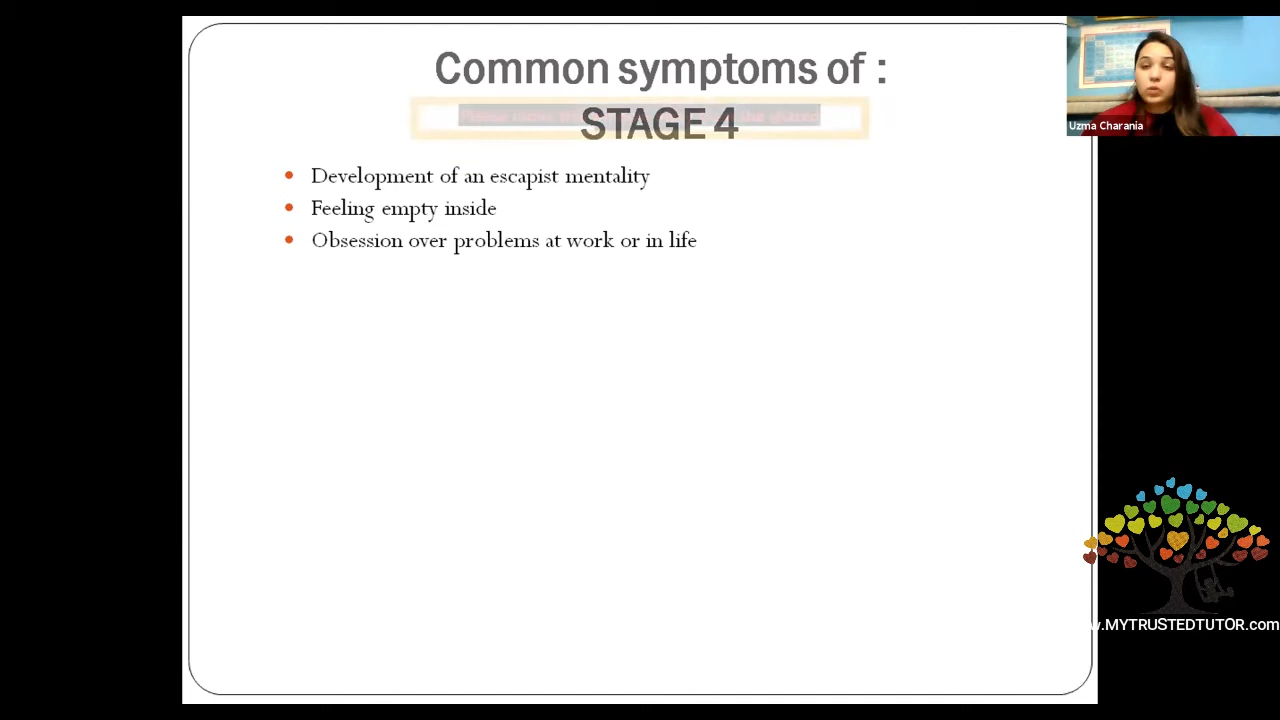 Common symptoms of :
STAGE 4
Development of an escapist mentality
Feeling empty inside
Obsession over problems at work or in life
Uzma Charania
w.MYTRUSTEDTUTOR.com